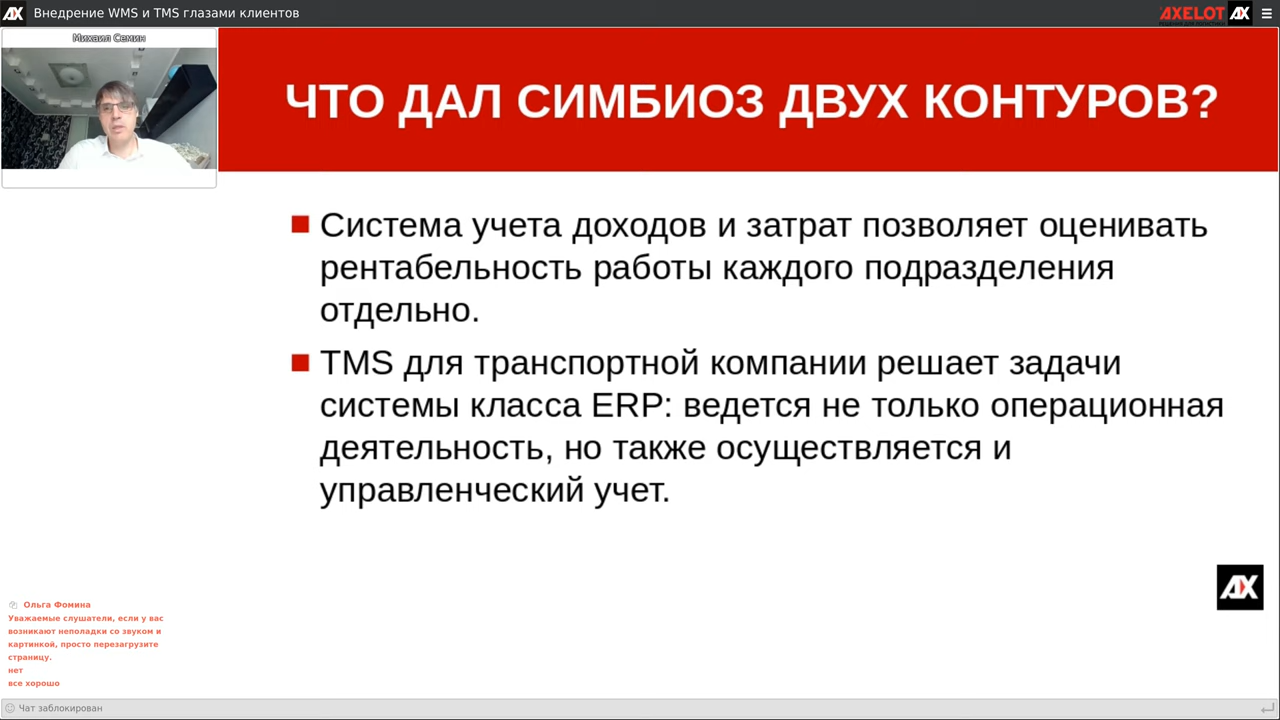 Внедрение WMS и TMS глазами клиентов
AXELOT
Михаил Семин
ЧТО ДАЛ СИМБИОЗ ДВУХ КОНТУРОВ?
Система учета доходов и затрат позволяет оценивать
рентабельность работы каждого подразделения
отдельно.
TMS для транспортной компании решает задачи
системы класса ERP: ведется не только операционная
деятельность, но также осуществляется и
управленческий учет.
Ольга Фомина
Уважаемые слушатели, если у вас
возникают неполадки со звуком и
картинкой, просто перезагрузите
страницу.
нет
все хорошо
Чат заблокирован